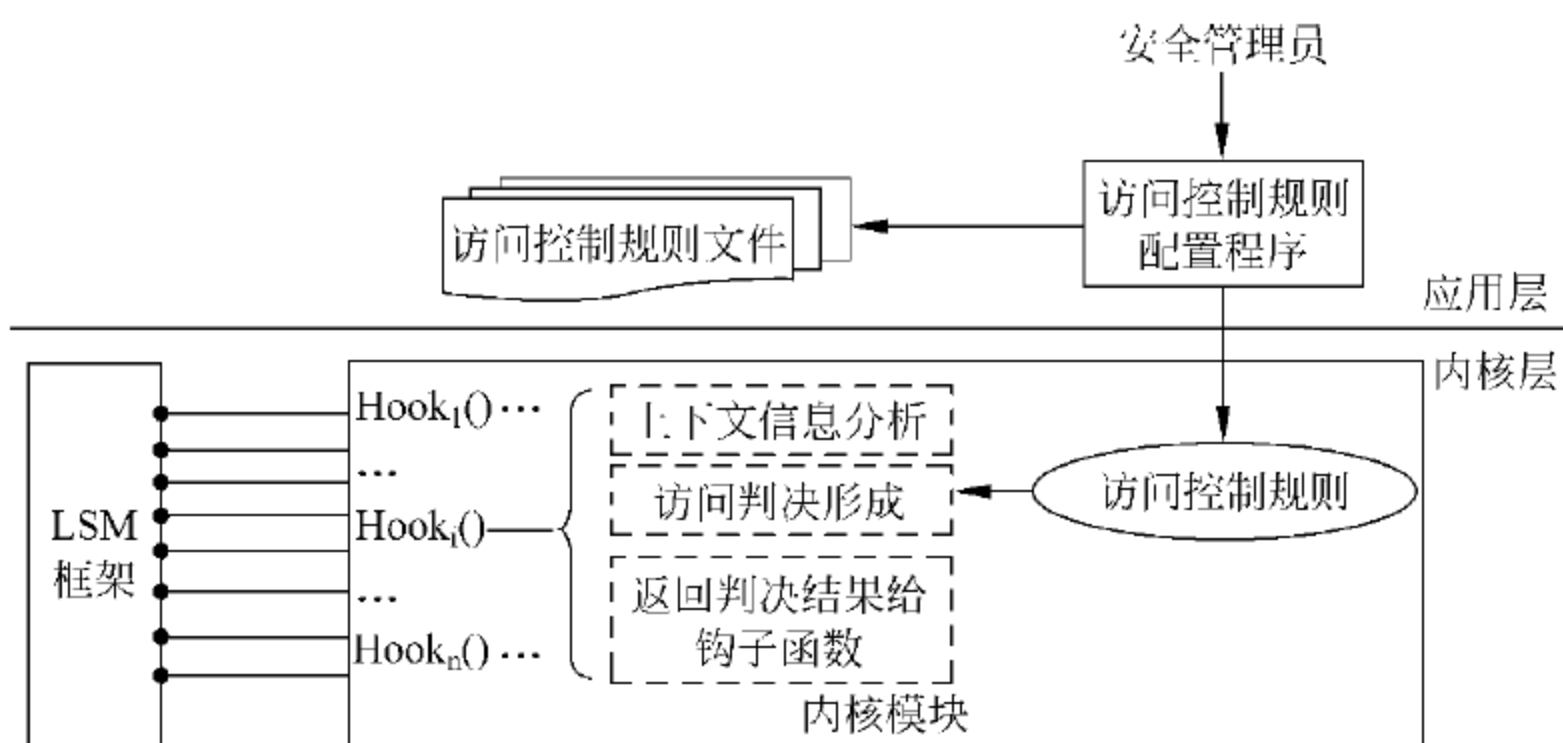 安全管理员
访问控制规则
配置程序
访问控制规则文件
应用层
内核层
Hook1()…
上下文信息分析
…
访问判决形成
访问控制规则
LSM
框架
Hooki()
…
返回判决结果给
钩子函数
Hookn()…
内核模块